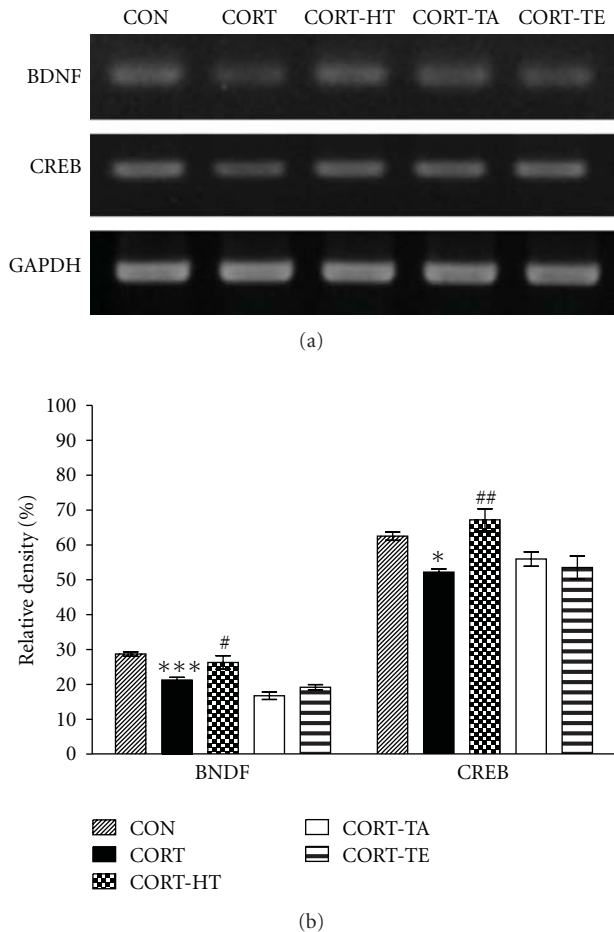 CON CORT CORT-HT CORT-TA CORT-TE
BDNF
CREB
GAPDH
(a)
100
90
80
70
60
50
40
30
20
10
0
Relative density (%)
***
#
*
##
BNDF CREB
CON
CORT
CORT-HT
CORT-TA
CORT-TE
(b)